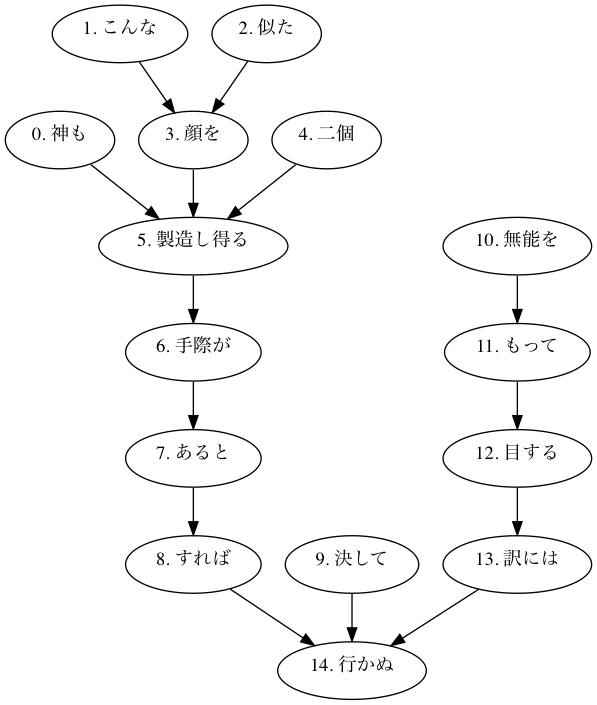 1. こんな
2. 似た
0. 神も
3. 顔を
4. 二個
5. 製造し得る
10. 無能を
6. 手際が
11. もって
7. あると
12. 目する
8. すれば
9. 決して
13. 訳には
14. 行かぬ